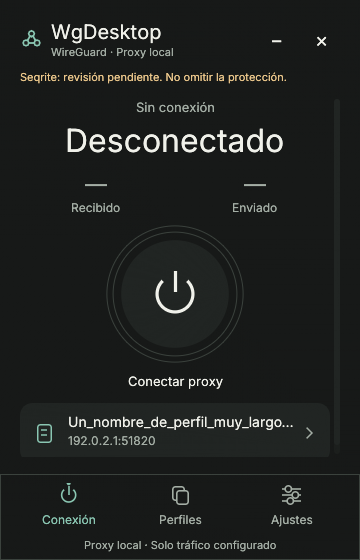 WgDesktop
WireGuard · Proxy local
Seqrite: revisión pendiente. No omitir la protección.
Sin conexión
Desconectado
— —
Recibido Enviado
Conectar proxy
Un_nombre_de_perfil_muy_largo...
192.0.2.1:51820
Conexión Perfiles Ajustes
Proxy local · Solo tráfico configurado